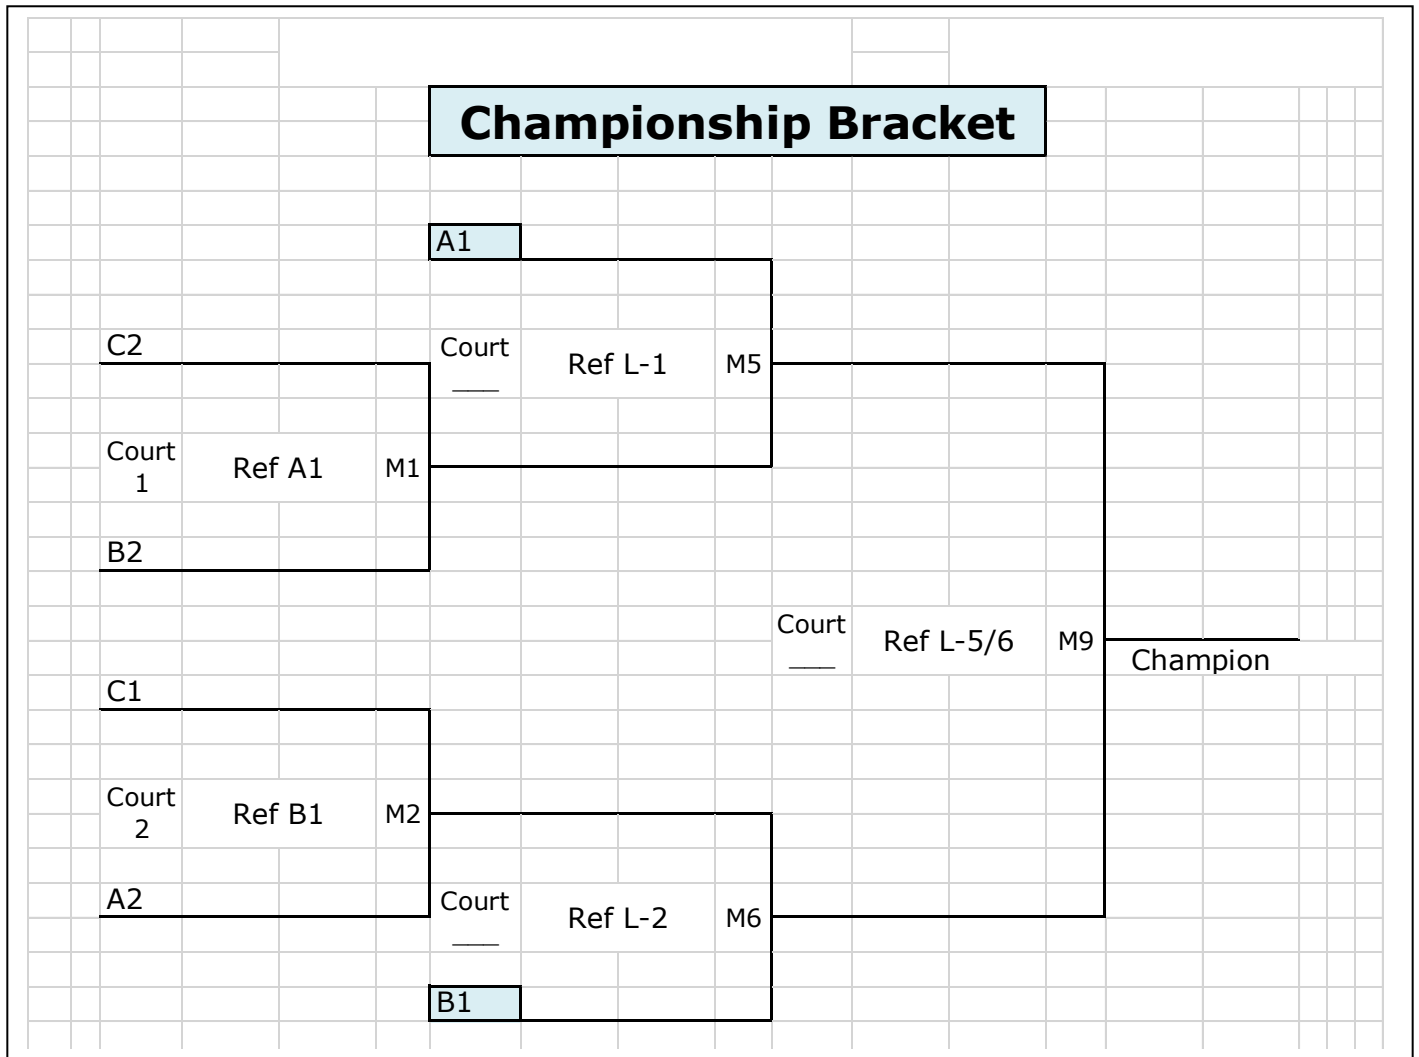 Championship Bracket
A1
C2
Court
___
Ref L-1
M5
Court
1
Ref A1
M1
B2
Court
___
Ref L-5/6
M9
Champion
C1
Court
2
Ref B1
M2
A2
Court
___
Ref L-2
M6
B1